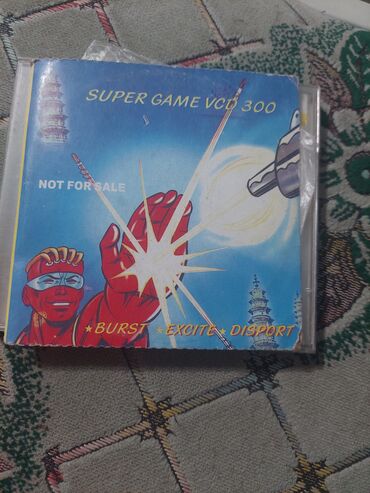 SUPER GAME VCD 300
NOT FOR SALE
★BURST ★EXCITE★DISPORT